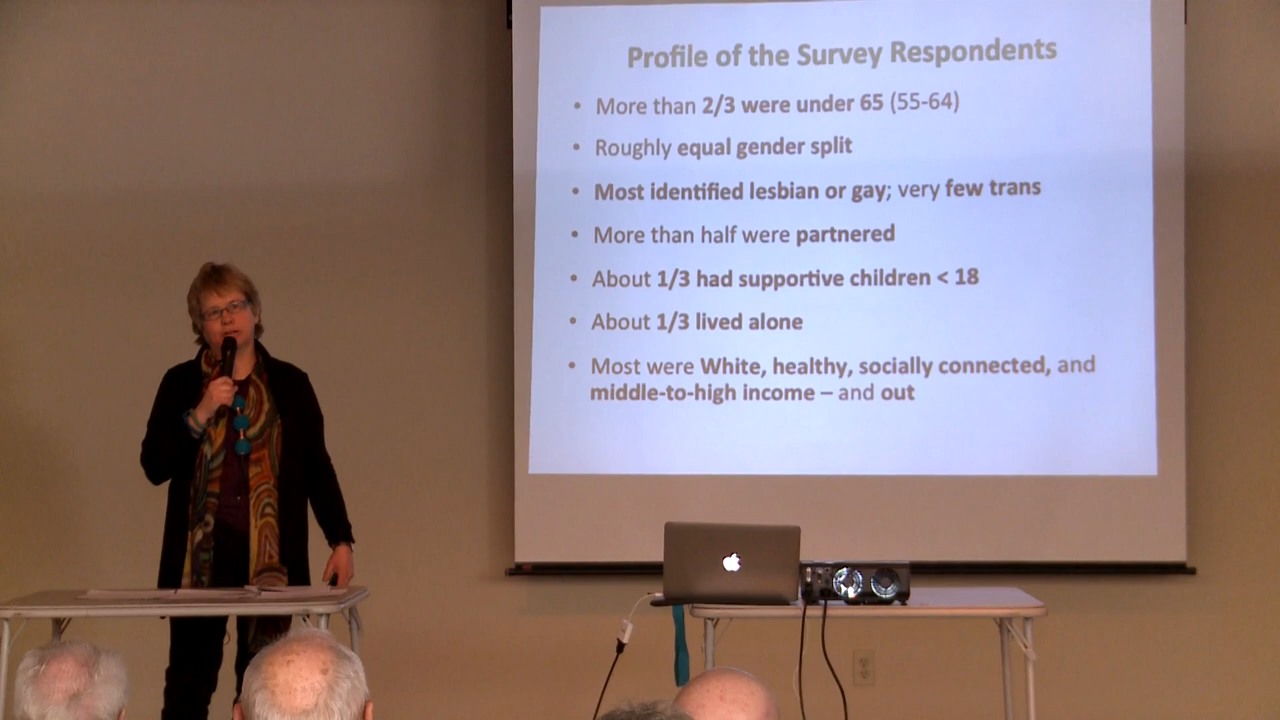 Profile of the Survey Respondents
• More than 2/3 were under 65 (55-64)
• Roughly equal gender split
• Most identified lesbian or gay; very few trans
• More than half were partnered
• About 1/3 had supportive children < 18
• About 1/3 lived alone
• Most were White, healthy, socially connected, and
middle-to-high income – and out